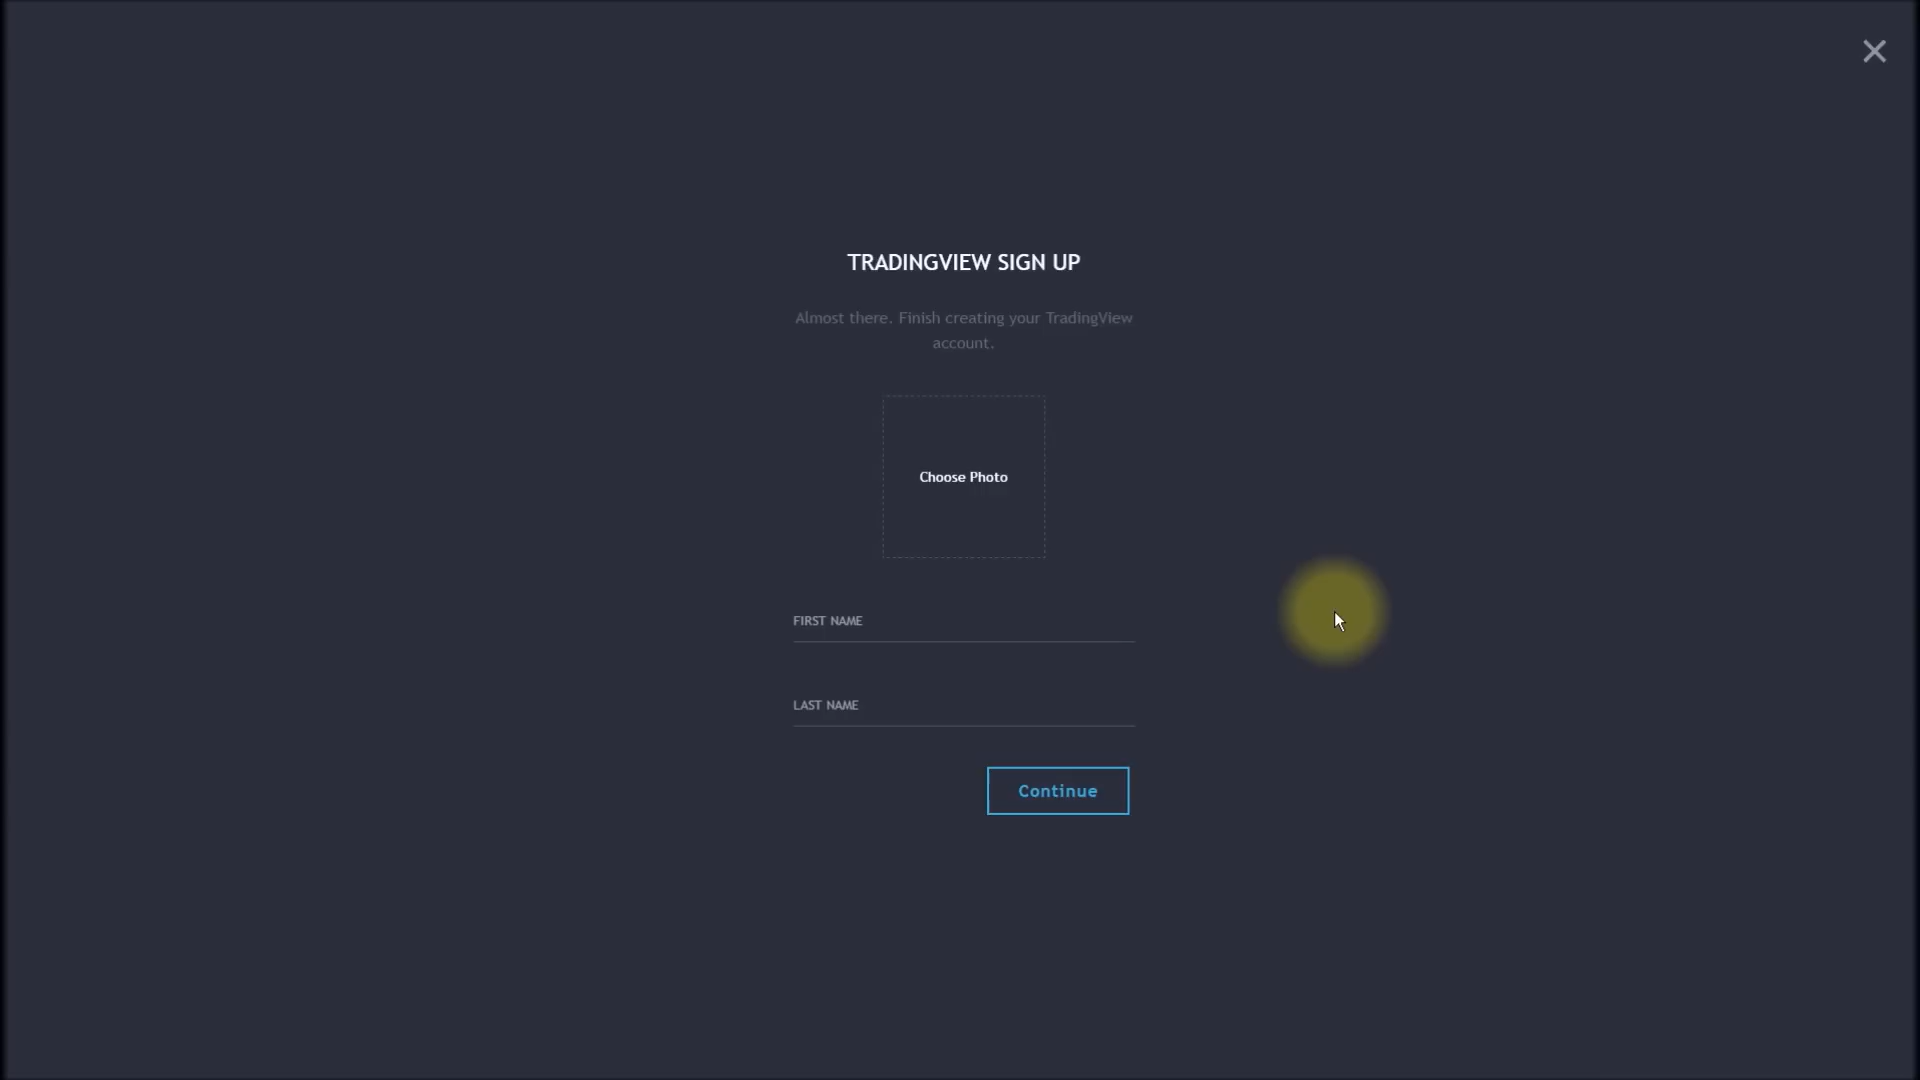 TRADINGVIEW SIGN UP
Almost there. Finish creating your TradingView
account.
Choose Photo
FIRST NAME
LAST NAME
Continue